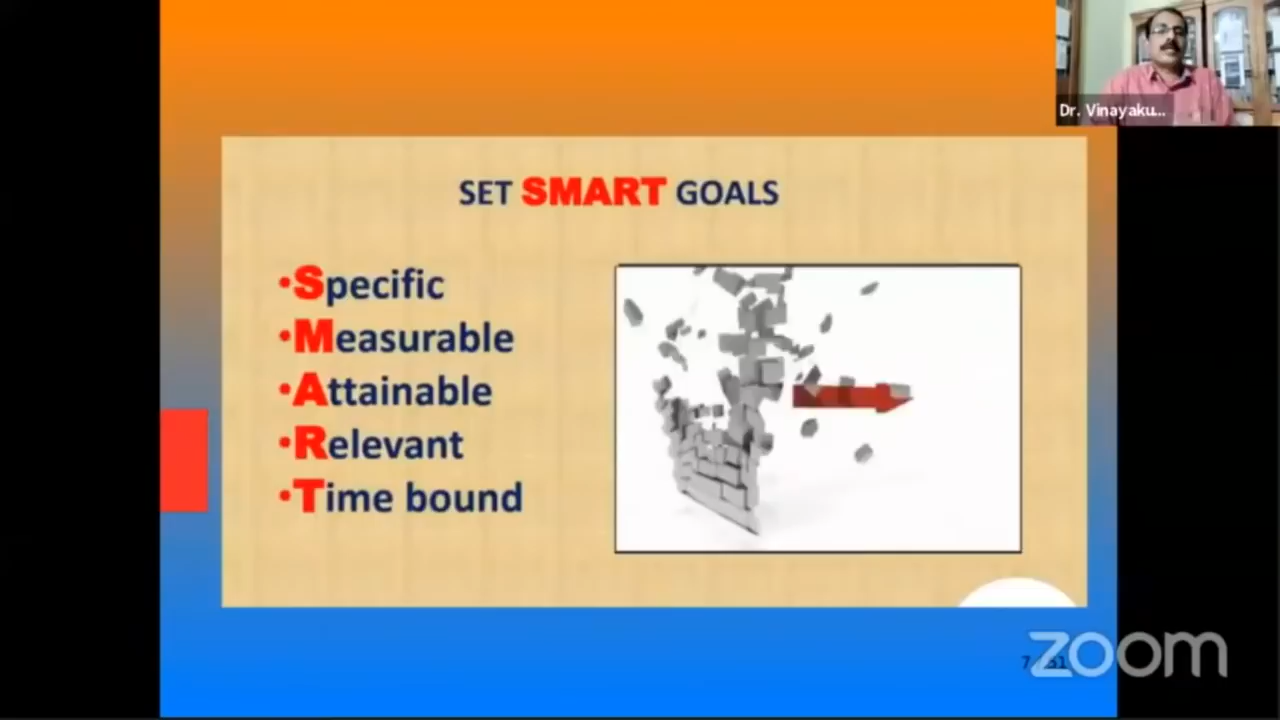 Dr. Vinayaku...
SET SMART GOALS
•Specific
•Measurable
•Attainable
•Relevant
•Time bound
zoom